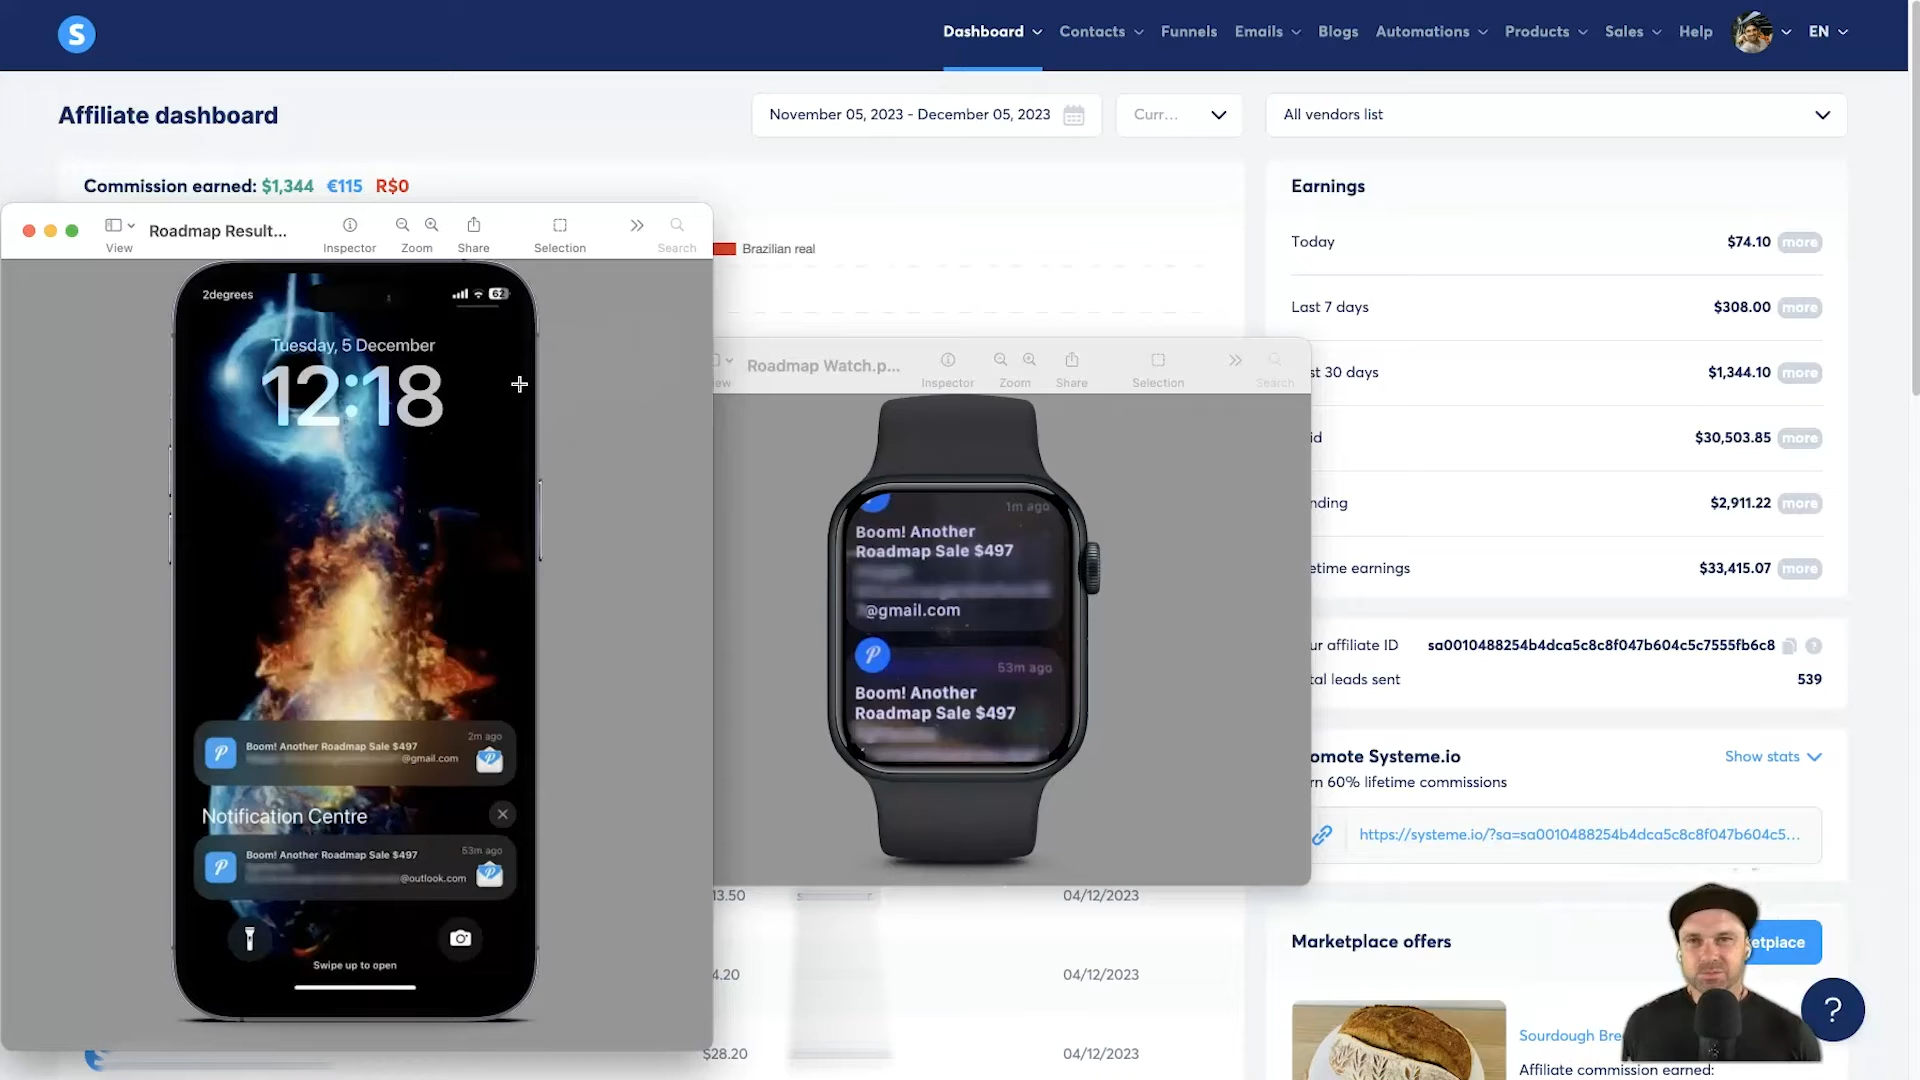 S
Dashboard
Contacts
Funnels
Emails
Blogs
Automations
Products
Sales
Help
EN
Affiliate dashboard
November 05, 2023 - December 05, 2023
Curr...
All vendors list
Commission earned: $1,344 €115 R$0
Brazilian real
Roadmap Result...
View
Inspector
Zoom
Share
Selection
Search
2degrees
62
Tuesday, 5 December
12:18
Boom! Another Roadmap Sale $497
2m ago
@gmail.com
Notification Centre
Boom! Another Roadmap Sale $497
53m ago
@outlook.com
Swipe up to open
Roadmap Watch.p...
ew
Inspector
Zoom
Share
Selection
Search
1m ago
Boom! Another
Roadmap Sale $497
@gmail.com
53m ago
Boom! Another
Roadmap Sale $497
13.50
04/12/2023
4.20
04/12/2023
$28.20
04/12/2023
Earnings
Today
$74.10 more
Last 7 days
$308.00 more
st 30 days
$1,344.10 more
id
$30,503.85 more
nding
$2,911.22 more
etime earnings
$33,415.07 more
ur affiliate ID
sa0010488254b4dca5c8c8f047b604c5c7555fb6c8
?
tal leads sent
539
omote Systeme.io
Show stats
rn 60% lifetime commissions
https://systeme.io/?sa=sa0010488254b4dca5c8c8f047b604c5...
Marketplace offers
etplace
Sourdough Bre
Affiliate commission earned:
?